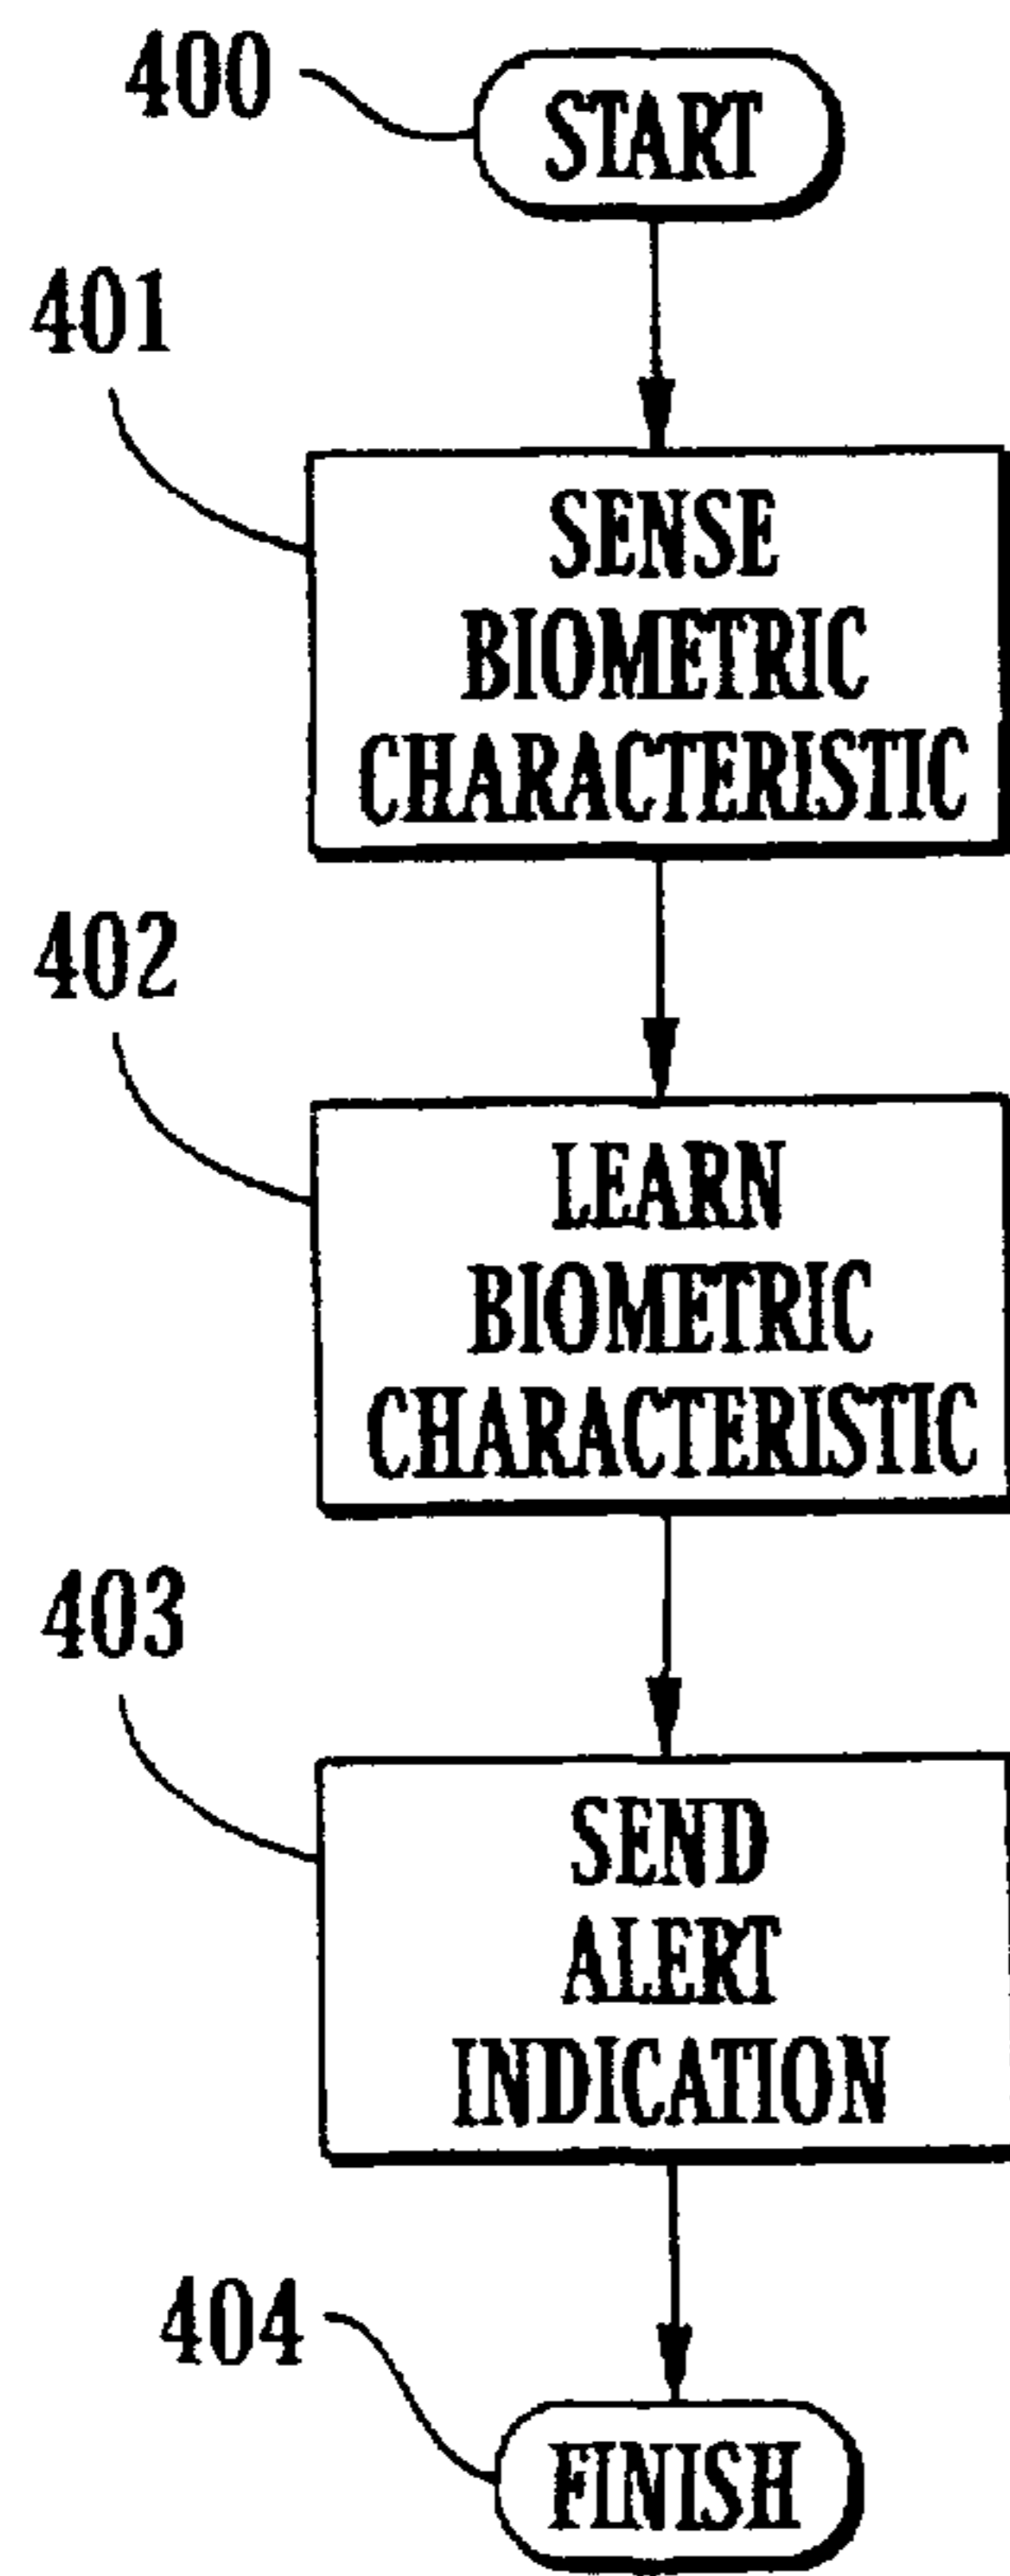 400
START
401
SENSE
BIOMETRIC
CHARACTERISTIC
402
LEARN
BIOMETRIC
CHARACTERISTIC
403
SEND
ALERT
INDICATION
404
FINISH